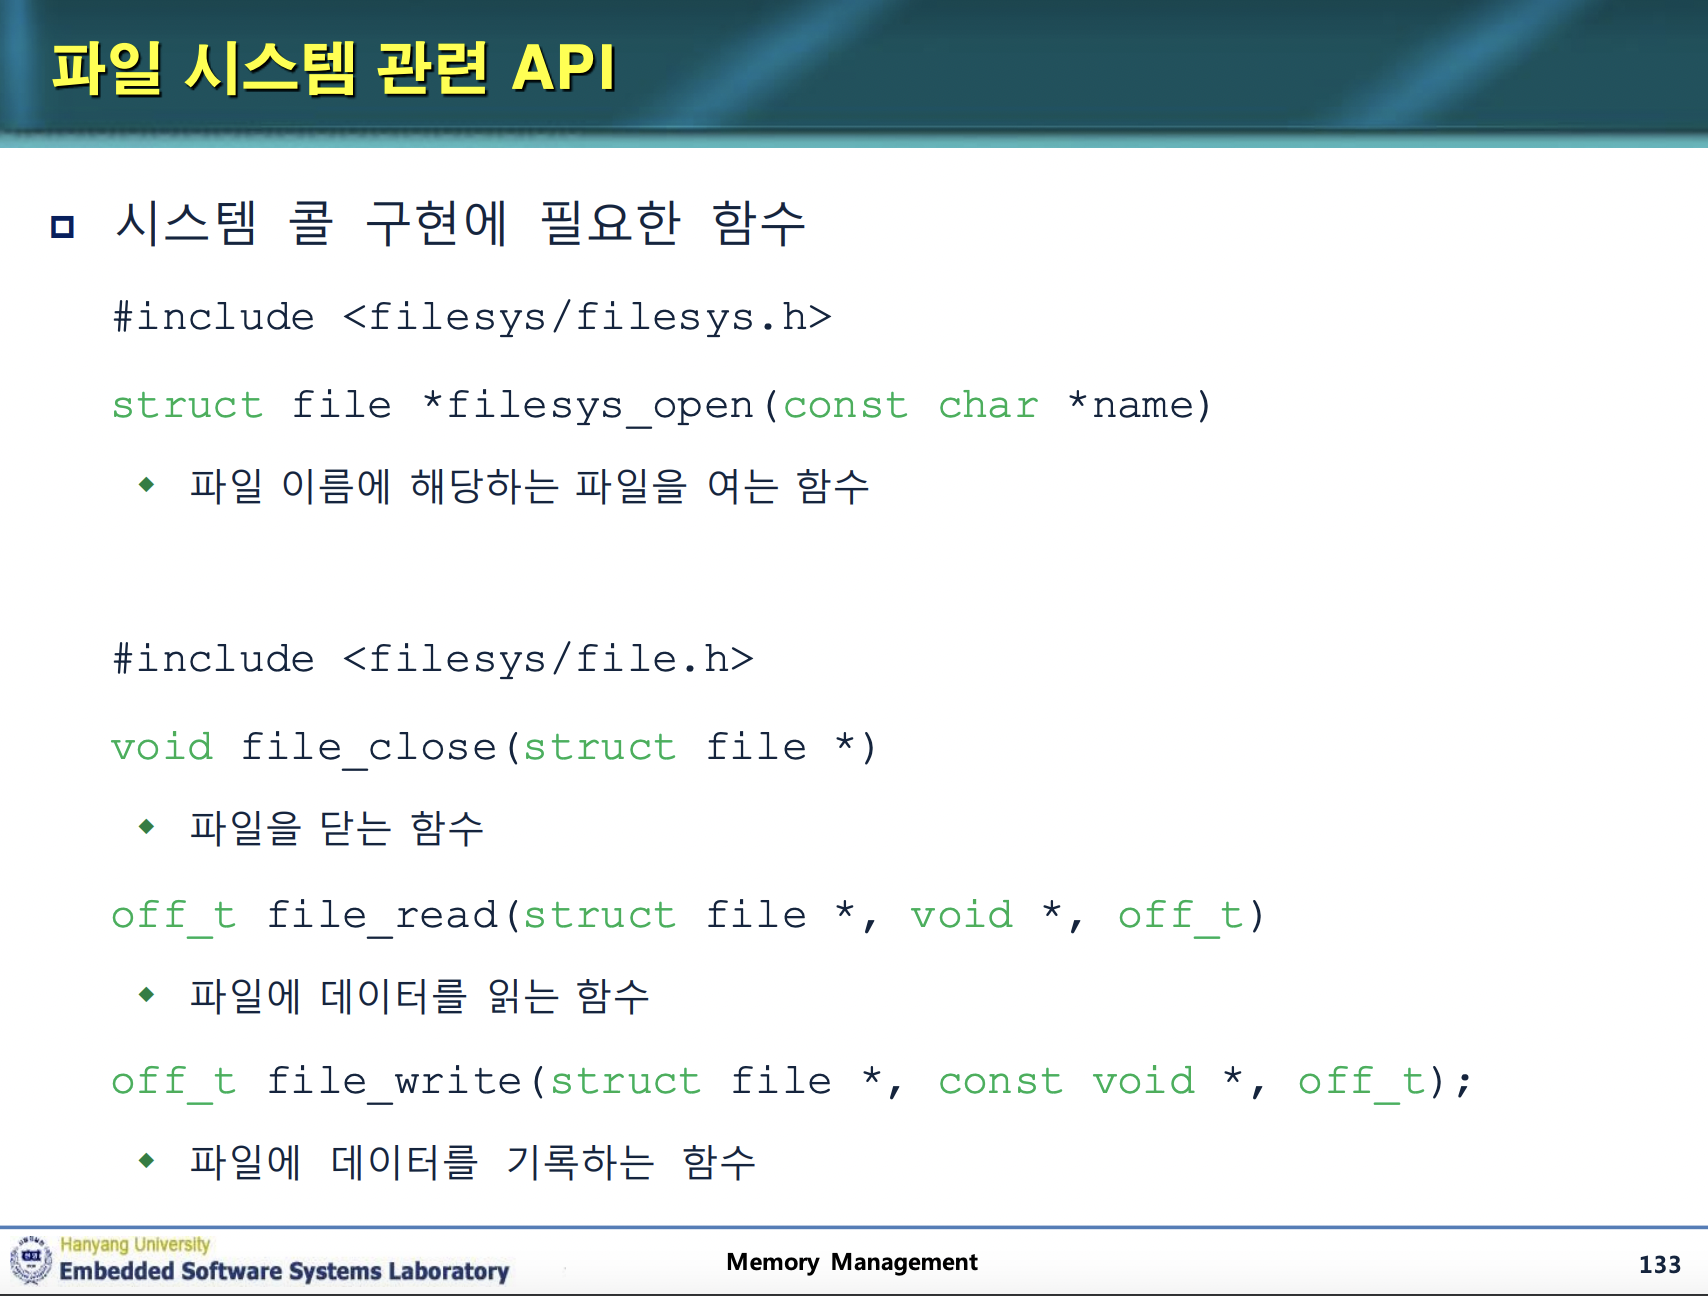 파일 시스템 관련 API
시스템 콜 구현에 필요한 함수
#include <filesys/filesys.h>
struct file *filesys_open(const char *name)
파일 이름에 해당하는 파일을 여는 함수
#include <filesys/file.h>
void file_close(struct file *)
파일을 닫는 함수
off_t file_read(struct file *, void *, off_t)
파일에 데이터를 읽는 함수
off_t file_write(struct file *, const void *, off_t);
파일에 데이터를 기록하는 함수
Hanyang University
Embedded Software Systems Laboratory
Memory Management
133